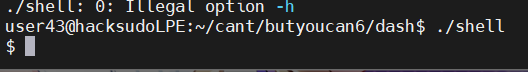 ./shell: 0: Illegal option -h
user43@hacksudoLPE:~/cant/butyoucan6/dash$ ./shell
$